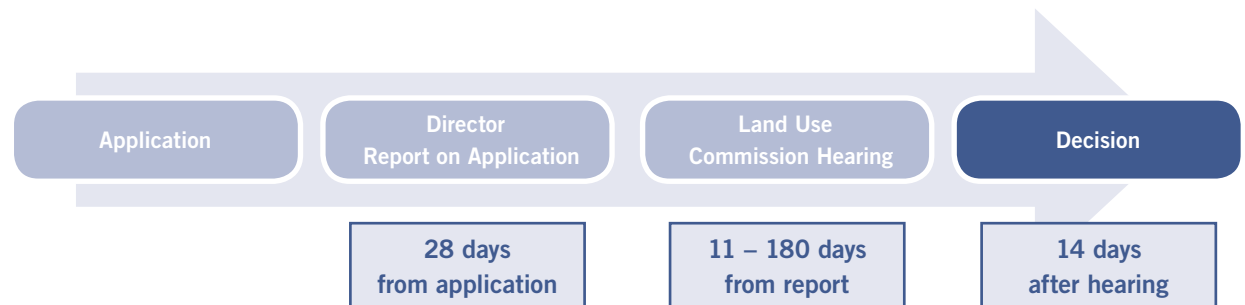 Application
Director
Report on Application
Land Use
Commission Hearing
Decision
28 days
from application
11 – 180 days
from report
14 days
after hearing